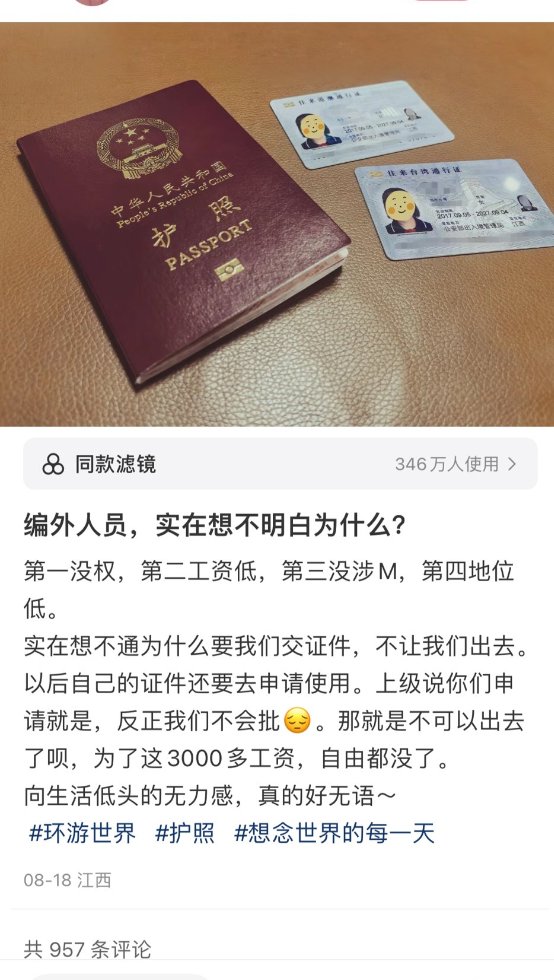 中华人民共和国
People's Republic of China
护照
PASSPORT
往来港澳通行证
2017.09.05 - 2027.09.04
往来台湾通行证
2017.09.05 - 2027.09.04
公安部出入境管理局 江西
同款滤镜
346万人使用
编外人员，实在想不明白为什么？
第一没权，第二工资低，第三没涉M，第四地位
低。
实在想不通为什么要我们交证件，不让我们出去。
以后自己的证件还要去申请使用。上级说你们申
请就是，反正我们不会批😔。那就是不可以出去
了呗，为了这3000多工资，自由都没了。
向生活低头的无力感，真的好无语～
#环游世界 #护照 #想念世界的每一天
08-18 江西
共 957 条评论